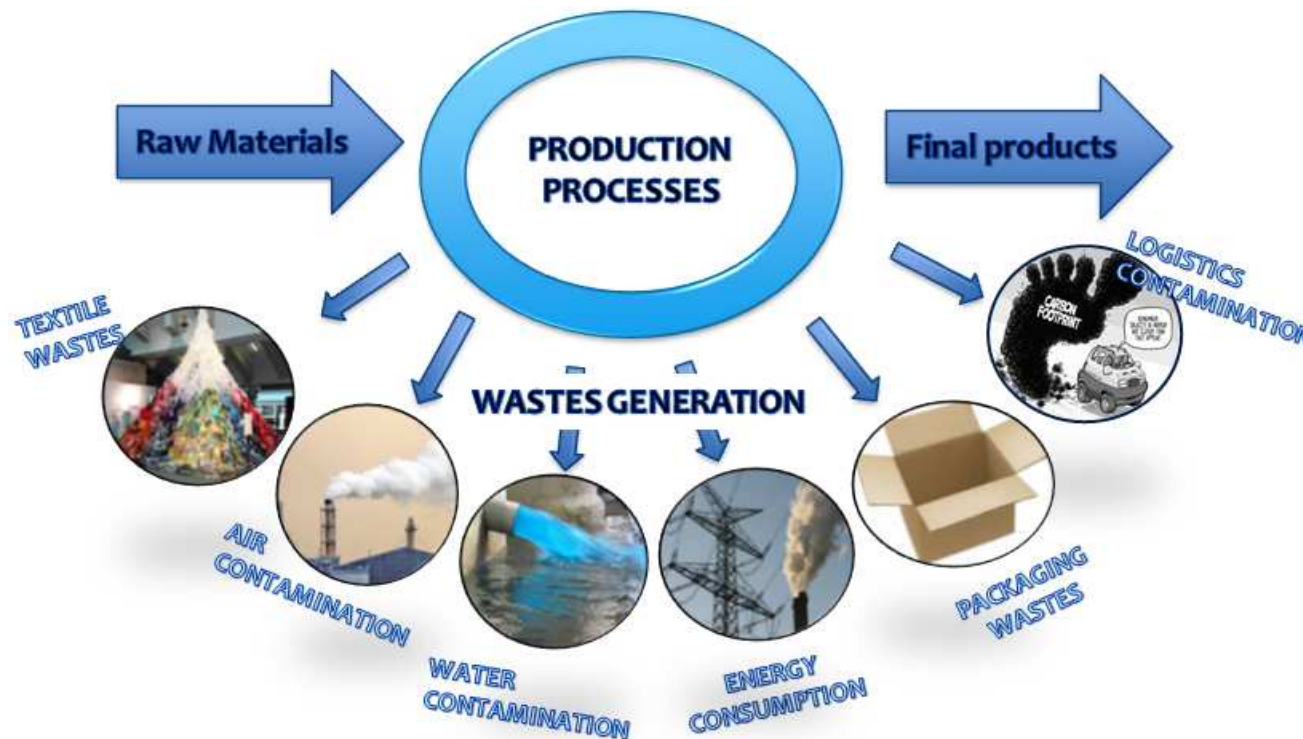 Raw Materials
PRODUCTION
PROCESSES
Final products
LOGISTICS
CONTAMINATION
TEXTILE
WASTES
CARBON
FOOTPRINT
WASTES GENERATION
AIR
CONTAMINATION
WATER
CONTAMINATION
ENERGY
CONSUMPTION
PACKAGING
WASTES